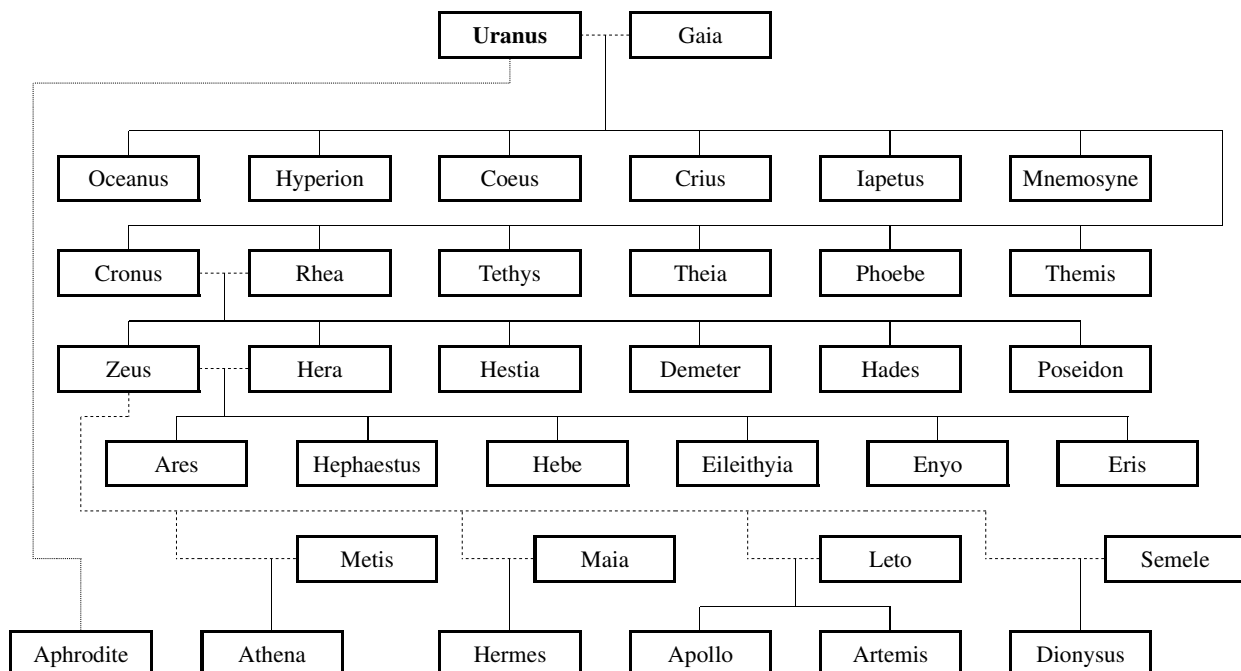 Uranus Gaia
Oceanus Hyperion Coeus Crius Iapetus Mnemosyne
Cronus Rhea Tethys Theia Phoebe Themis
Zeus Hera Hestia Demeter Hades Poseidon
Ares Hephaestus Hebe Eileithyia Enyo Eris
Metis Maia Leto Semele
Aphrodite Athena Hermes Apollo Artemis Dionysus